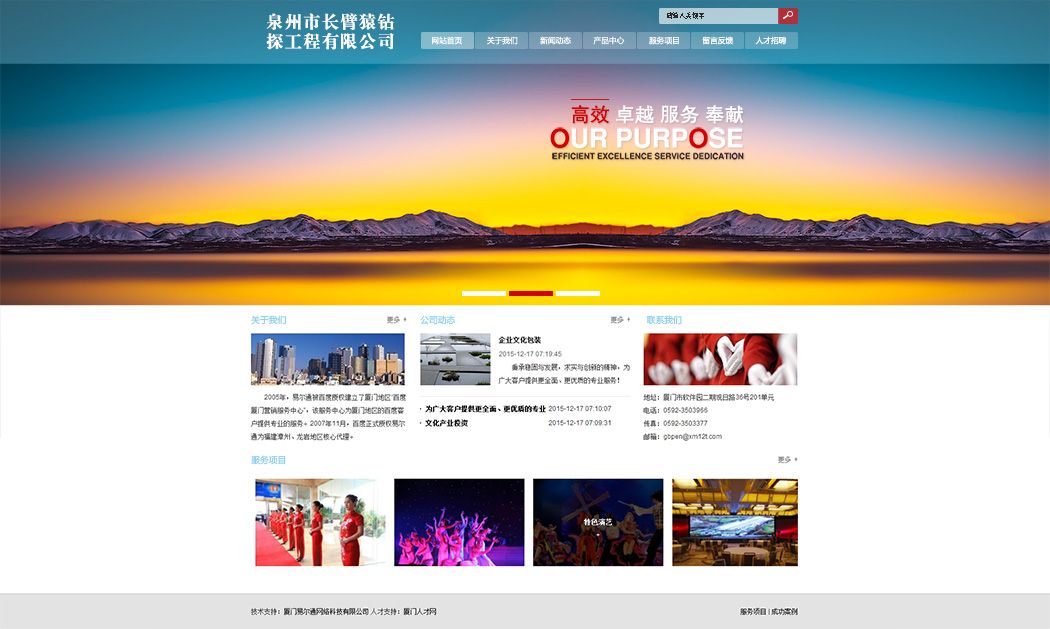 泉州市长臂猿钻
探工程有限公司
请输入关键字
网站首页 关于我们 新闻动态 产品中心 服务项目 留言反馈 人才招聘
高效 卓越 服务 奉献
OUR PURPOSE
EFFICIENT EXCELLENCE SERVICE DEDICATION
关于我们 更多 +
2005年,易尔通被百度授权建立了厦门地区“百度
厦门营销服务中心”,该服务中心为厦门地区的百度客
户提供专业的服务。2007年11月,百度正式授权易尔
通为福建漳州、龙岩地区核心代理。
公司动态 更多 +
企业文化包装
2015-12-17 07:19:45
秉承稳固与发展,求实与创新的精神,为
广大客户提供更全面、更优质的专业服务!
· 为广大客户提供更全面、更优质的专业 2015-12-17 07:10:07
· 文化产业投资 2015-12-17 07:09:31
联系我们
地址:厦门市软件园二期观日路36号201单元
电话:0592-3503966
传真:0592-3503377
邮箱:gbpen@xm12t.com
服务项目 更多 +
特色演艺
技术支持:厦门易尔通网络科技有限公司 人才支持:厦门人才网
服务项目 | 成功案例